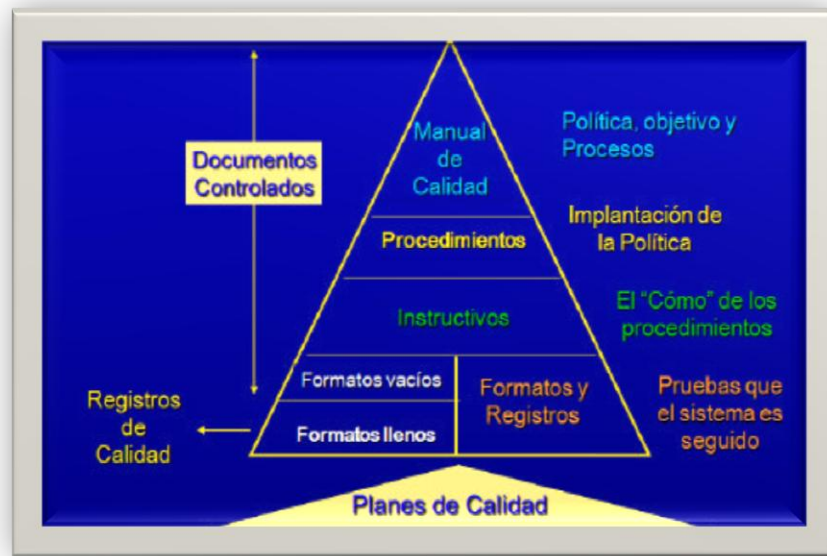 Documentos
Controlados
Manual
de
Calidad
Política, objetivo y
Procesos
Procedimientos
Implantación de
la Política
Instructivos
El "Cómo" de los
procedimientos
Formatos vacíos
Formatos llenos
Formatos y
Registros
Pruebas que
el sistema es
seguido
Registros
de
Calidad
Planes de Calidad